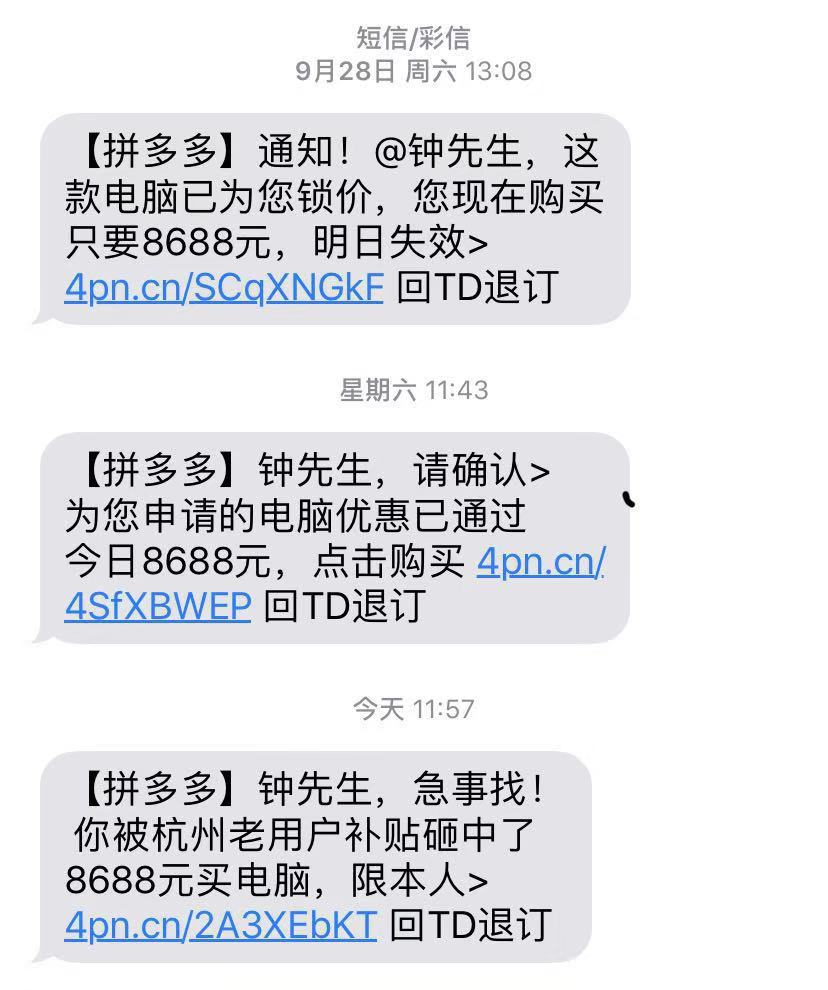 短信/彩信
9月28日 周六 13:08
【拼多多】通知！@钟先生，这
款电脑已为您锁价，您现在购买
只要8688元，明日失效>
4pn.cn/SCqXNGkF 回TD退订
星期六 11:43
【拼多多】钟先生，请确认>
为您申请的电脑优惠已通过
今日8688元，点击购买 4pn.cn/
4SfXBWEP 回TD退订
今天 11:57
【拼多多】钟先生，急事找！
你被杭州老用户补贴砸中了
8688元买电脑，限本人>
4pn.cn/2A3XEbKT 回TD退订